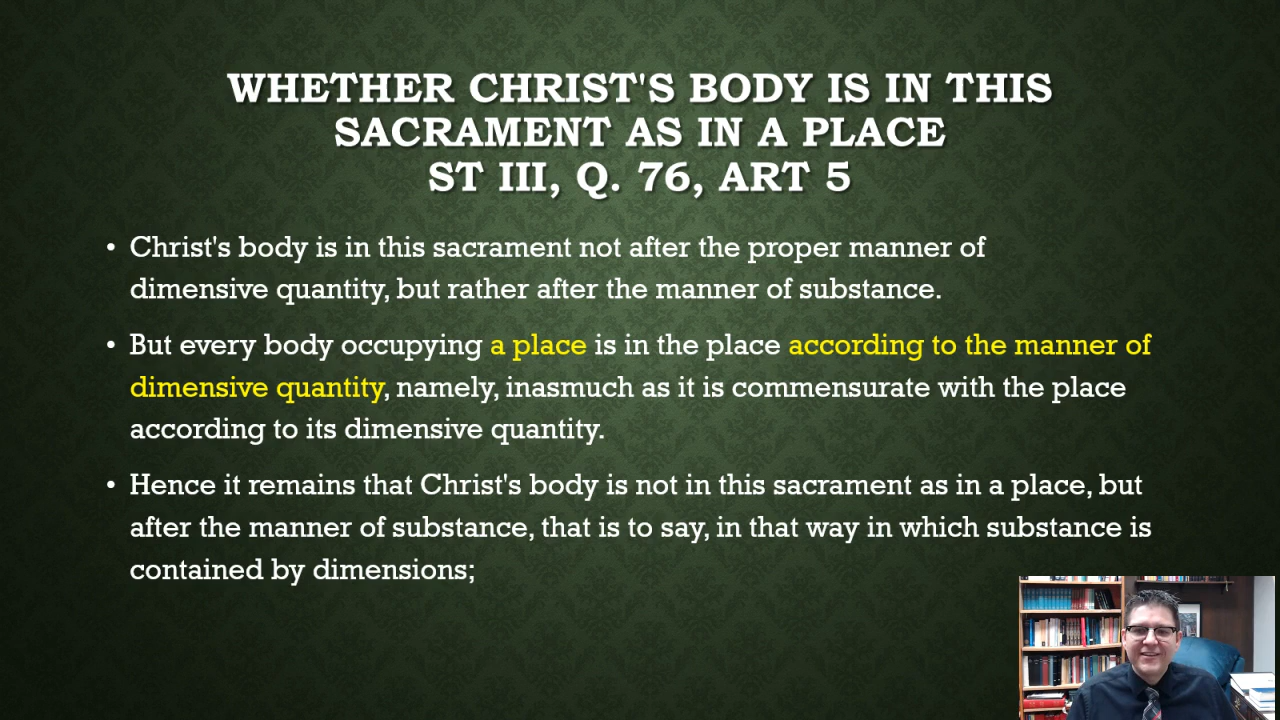 WHETHER CHRIST'S BODY IS IN THIS
SACRAMENT AS IN A PLACE
ST III, Q. 76, ART 5
• Christ's body is in this sacrament not after the proper manner of
dimensive quantity, but rather after the manner of substance.
• But every body occupying a place is in the place according to the manner of
dimensive quantity, namely, inasmuch as it is commensurate with the place
according to its dimensive quantity.
• Hence it remains that Christ's body is not in this sacrament as in a place, but
after the manner of substance, that is to say, in that way in which substance is
contained by dimensions;